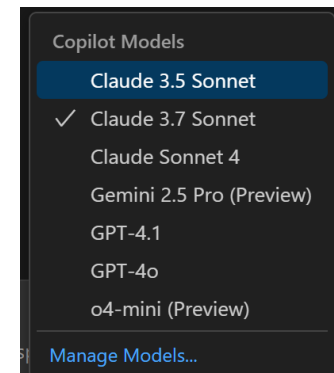 Copilot Models
Claude 3.5 Sonnet
Claude 3.7 Sonnet
Claude Sonnet 4
Gemini 2.5 Pro (Preview)
GPT-4.1
GPT-4o
o4-mini (Preview)
Manage Models...